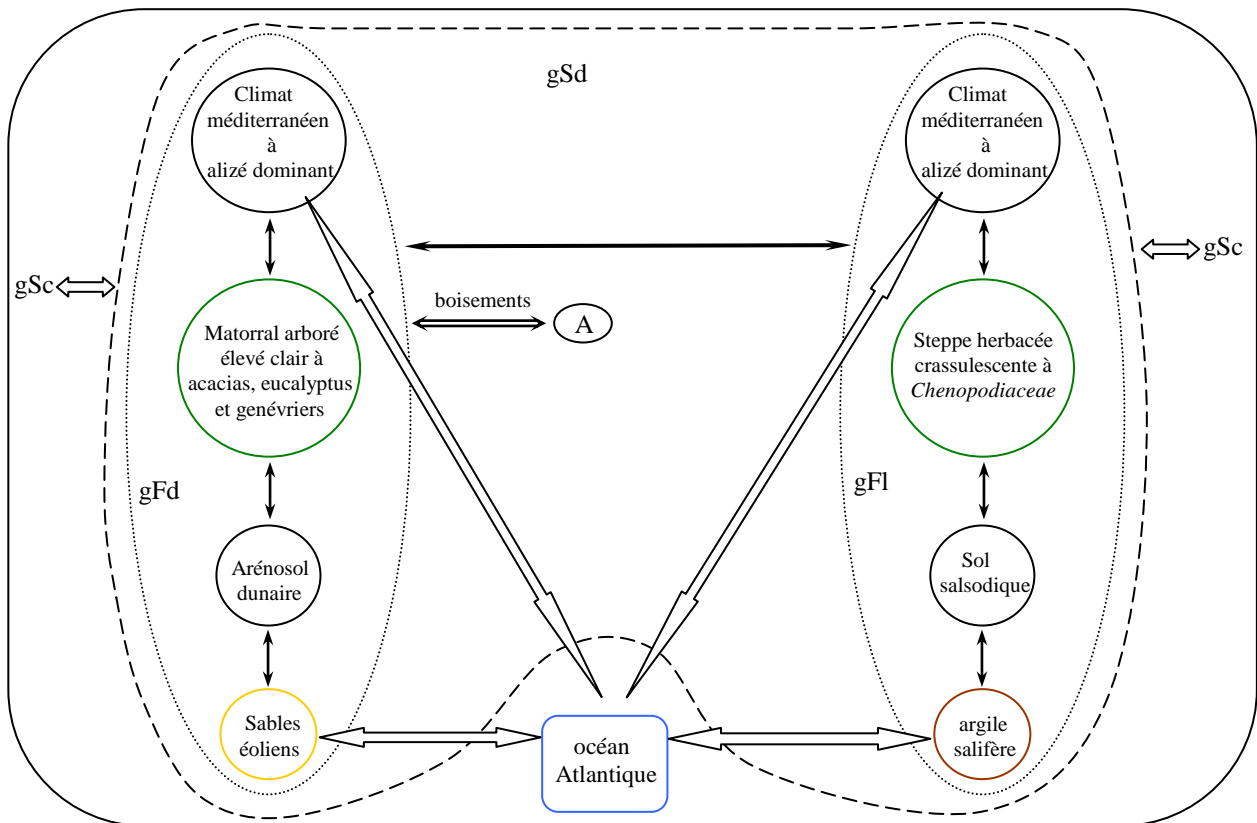 gSd
Climat
méditerranéen
à
alizé dominant
Climat
méditerranéen
à
alizé dominant
gSc
gSc
boisements
A
Matorral arboré
élevé clair à
acacias, eucalyptus
et genévriers
Steppe herbacée
crassulescente à
Chenopodiaceae
gFd
gFl
Arénosol
dunaire
Sol
salsodique
Sables
éoliens
océan
Atlantique
argile
salifère